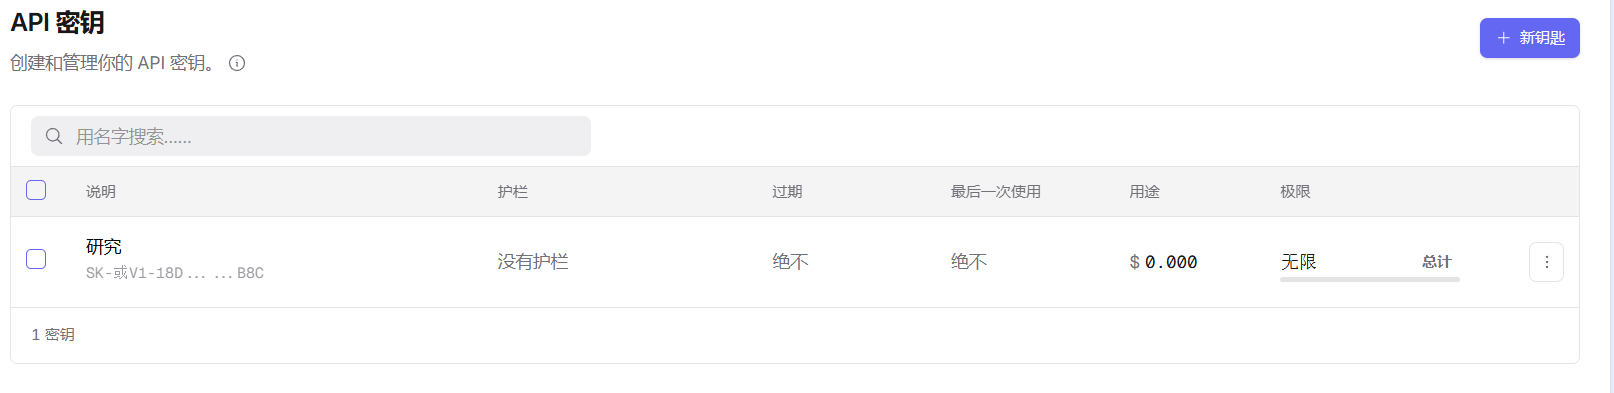 API 密钥
创建和管理你的 API 密钥。
新钥匙
用名字搜索......
说明 护栏 过期 最后一次使用 用途 极限
研究
SK-或V1-18D......B8C
没有护栏 绝不 绝不 $ 0.000 无限 总计
1 密钥